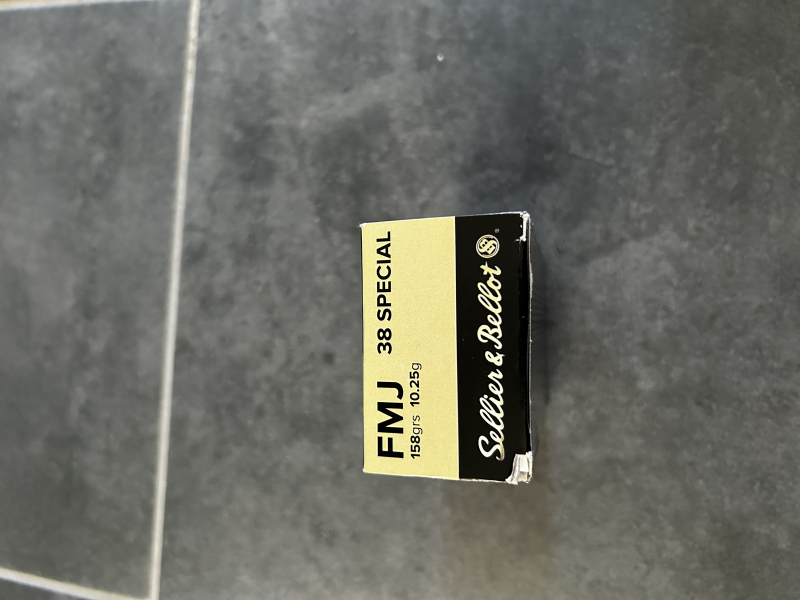 FMJ 38 SPECIAL
158grs 10.25g
Sellier & Bellot